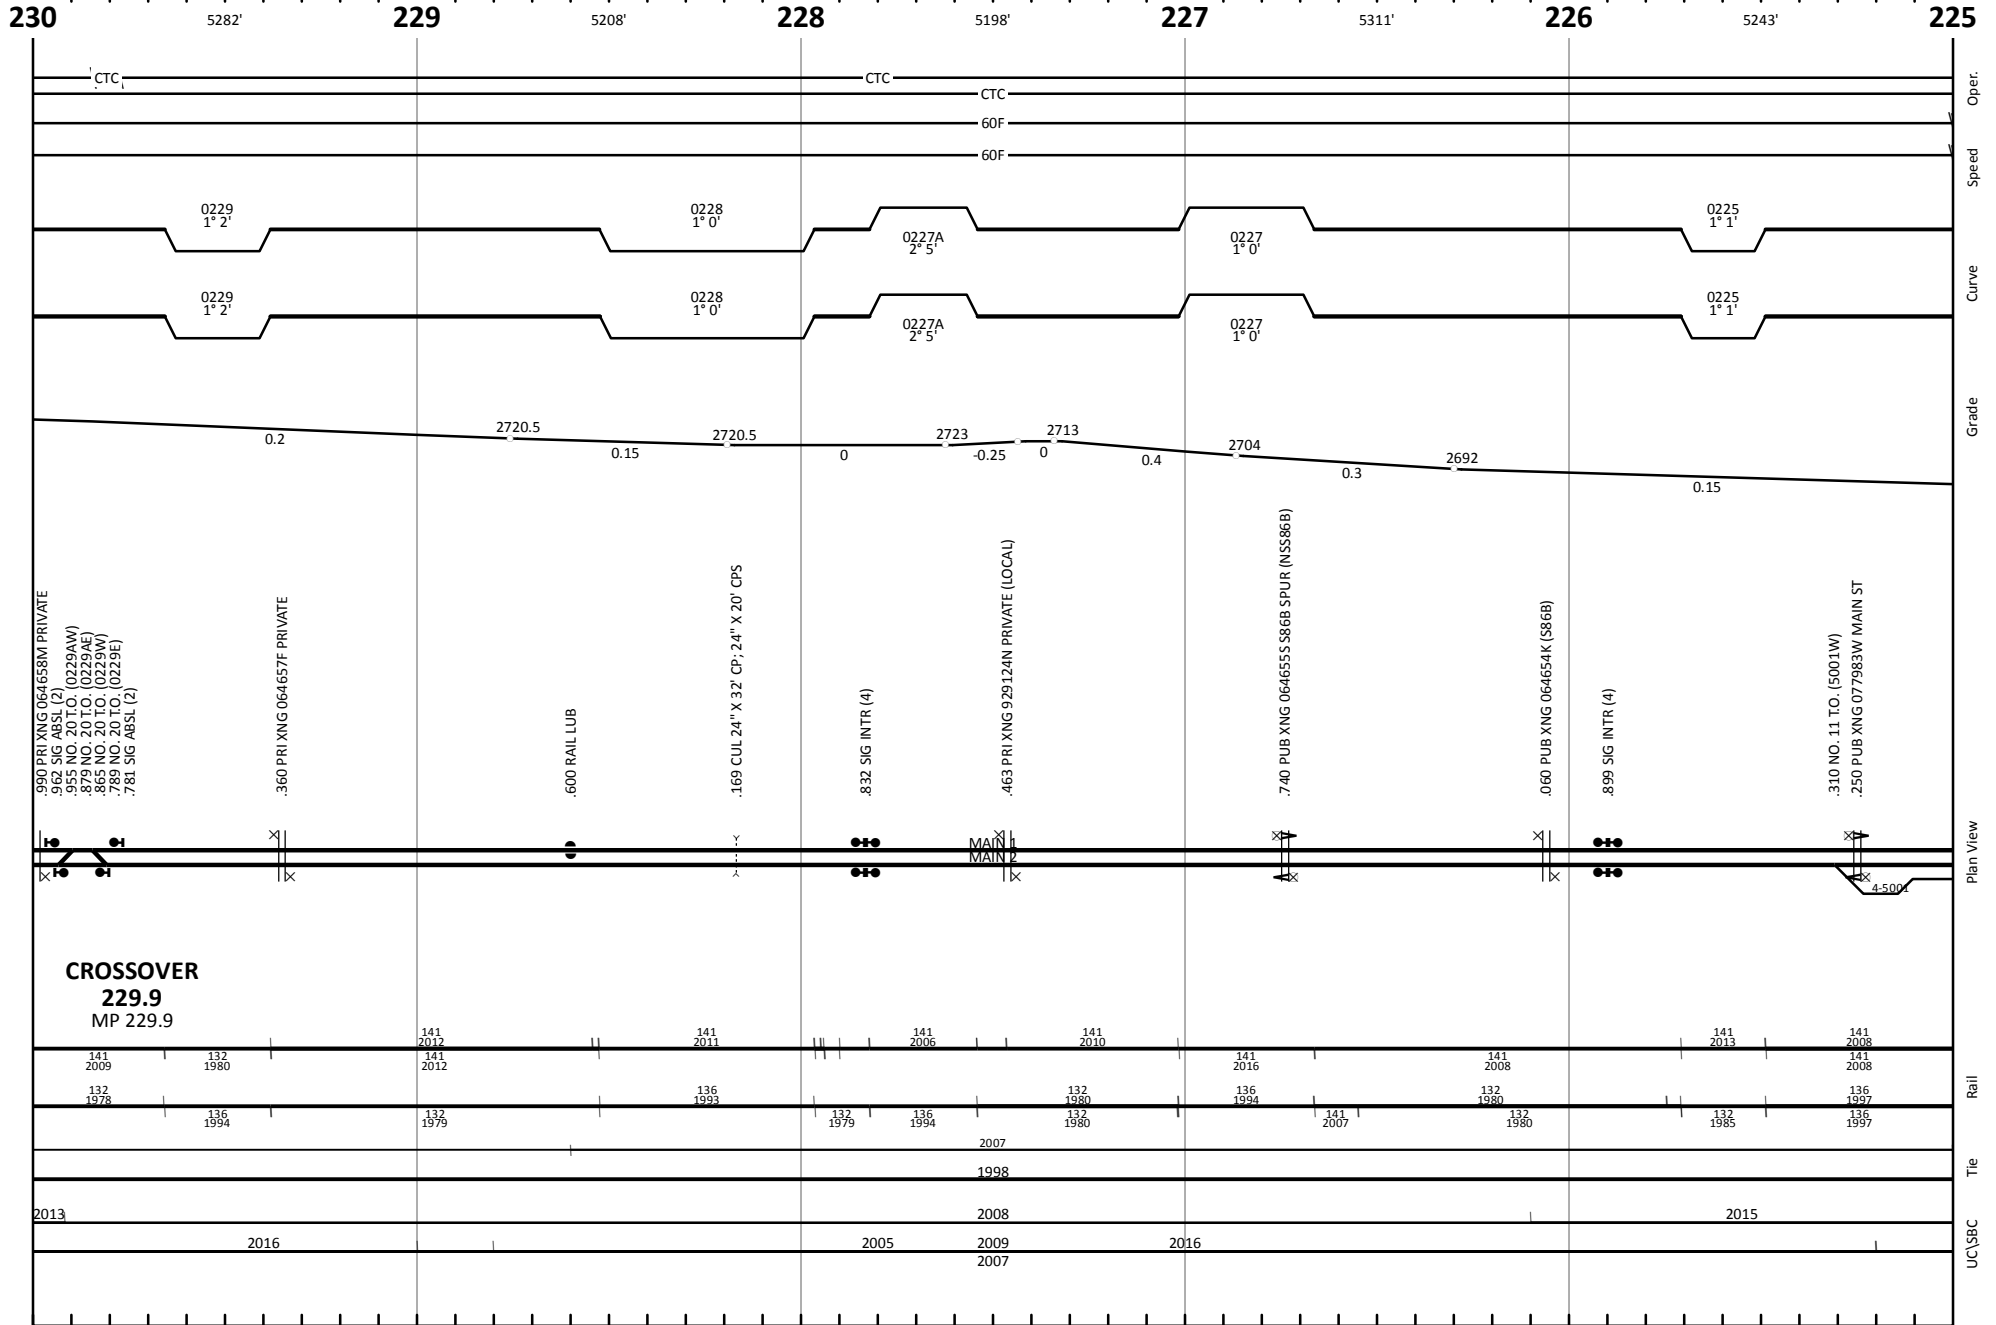 230 5282' 229 5208' 228 5198' 227 5311' 226 5243' 225
CTC CTC
CTC
Oper.
60F
60F
Speed
0229 0228 0225
1° 2' 1° 0' 1° 1'
0227A 0227
2° 5' 1° 0'
Curve
0229 0228 0225
1° 2' 1° 0' 1° 1'
0227A 0227
2° 5' 1° 0'
2720.5 2720.5 2723 2713 2704 2692
0.2 0.15 0 -0.25 0 0.4 0.3 0.15
Grade
.990 PRI XNG 064658M PRIVATE
.962 SIG ABSL (2)
.955 NO. 20 T.O. (0229AW)
.879 NO. 20 T.O. (0229AE)
.865 NO. 20 T.O. (0229W)
.789 NO. 20 T.O. (0229E)
.781 SIG ABSL (2)
.360 PRI XNG 064657F PRIVATE
.600 RAIL LUB
.169 CUL 24" X 32' CP; 24" X 20' CPS
.832 SIG INTR (4)
.463 PRI XNG 929124N PRIVATE (LOCAL)
.740 PUB XNG 064655S S86B SPUR (NSS86B)
.060 PUB XNG 064654K (S86B)
.899 SIG INTR (4)
.310 NO. 11 T.O. (5001W)
.250 PUB XNG 077983W MAIN ST
MAIN 1
MAIN 2
4-5001
Plan View
CROSSOVER
229.9
MP 229.9
141 141 141 141 141 141
2012 2011 2006 2010 2013 2008
141 132 141 141 141 141
2009 1980 2012 2016 2008 2008
Rail
132 136 132 136 132 136
1978 1993 1980 1994 1980 1997
136 132 132 136 132 141 132 132 136
1994 1979 1979 1994 1980 2007 1980 1985 1997
2007
1998
Tie
2013 2008 2015
2016 2005 2009 2016
2007
UC\SBC